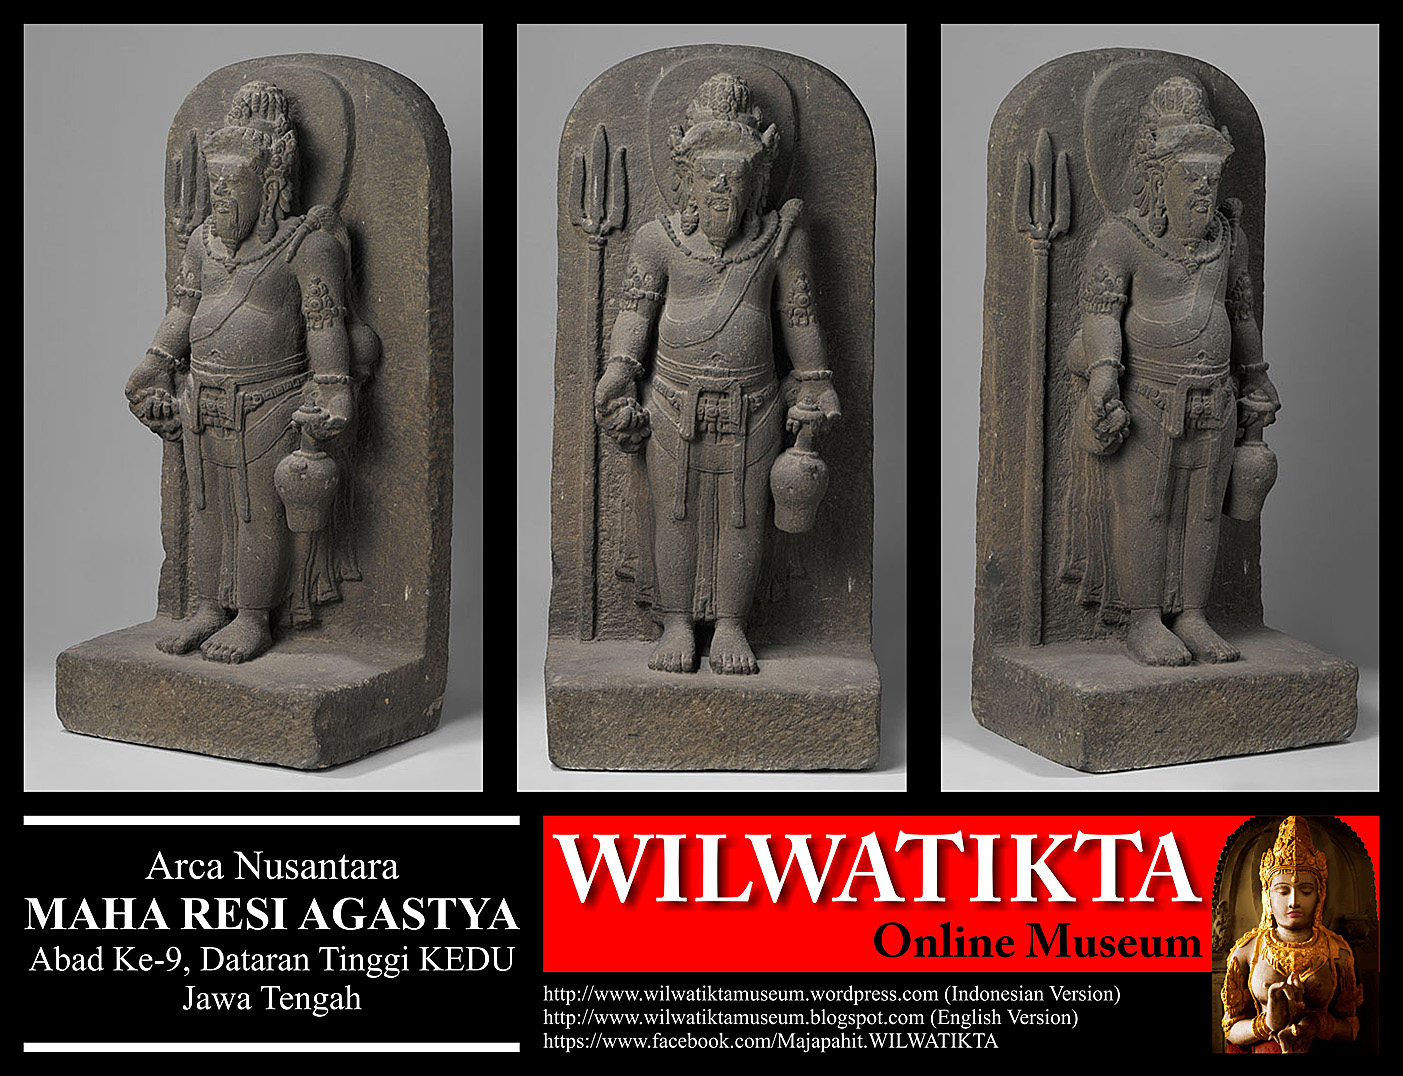 Arca Nusantara
MAHA RESI AGASTYA
Abad Ke-9, Dataran Tinggi KEDU
Jawa Tengah
WILWATIKTA
Online Museum
http://www.wilwatiktamuseum.wordpress.com (Indonesian Version)
http://www.wilwatiktamuseum.blogspot.com (English Version)
https://www.facebook.com/Majapahit.WILWATIKTA